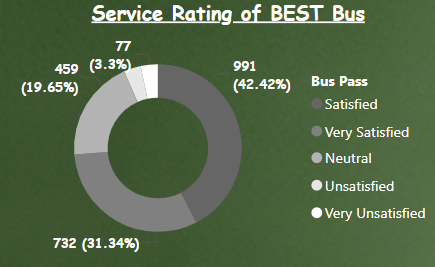 Service Rating of BEST Bus
77
(3.3%)
459
(19.65%)
991
(42.42%)
732 (31.34%)
Bus Pass
Satisfied
Very Satisfied
Neutral
Unsatisfied
Very Unsatisfied